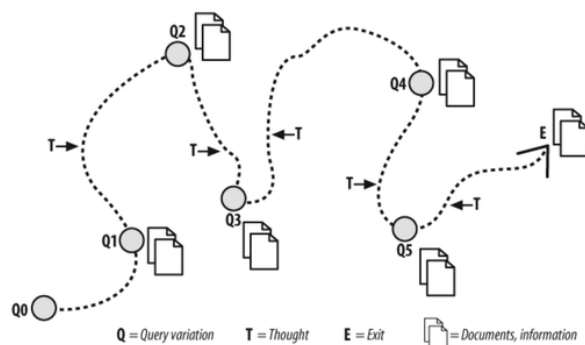 Q2
Q4
T
T
T
E
Q3
T
Q1
T
Q5
Q0
Q = Query variation T = Thought E = Exit = Documents, information